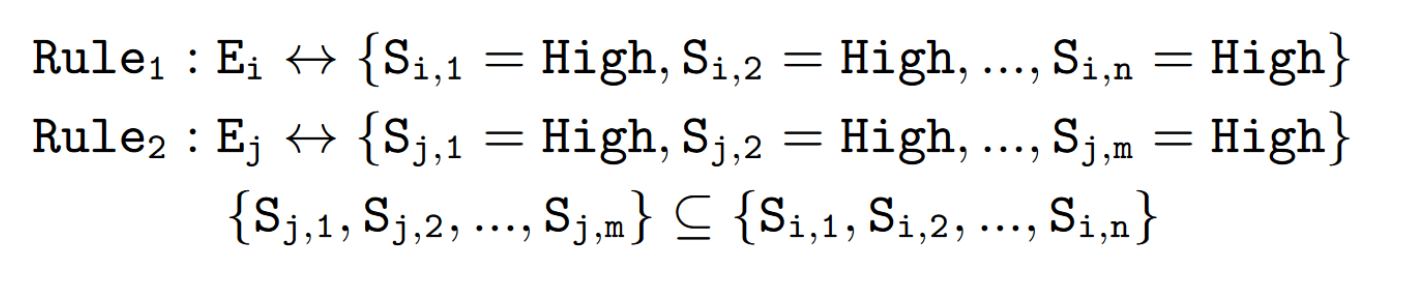 Rule₁ : Eᵢ ↔ {Sᵢ,₁ = High, Sᵢ,₂ = High, ..., Sᵢ,ₙ = High}
Rule₂ : Eⱼ ↔ {Sⱼ,₁ = High, Sⱼ,₂ = High, ..., Sⱼ,ₘ = High}
{Sⱼ,₁, Sⱼ,₂, ..., Sⱼ,ₘ} ⊆ {Sᵢ,₁, Sᵢ,₂, ..., Sᵢ,ₙ}